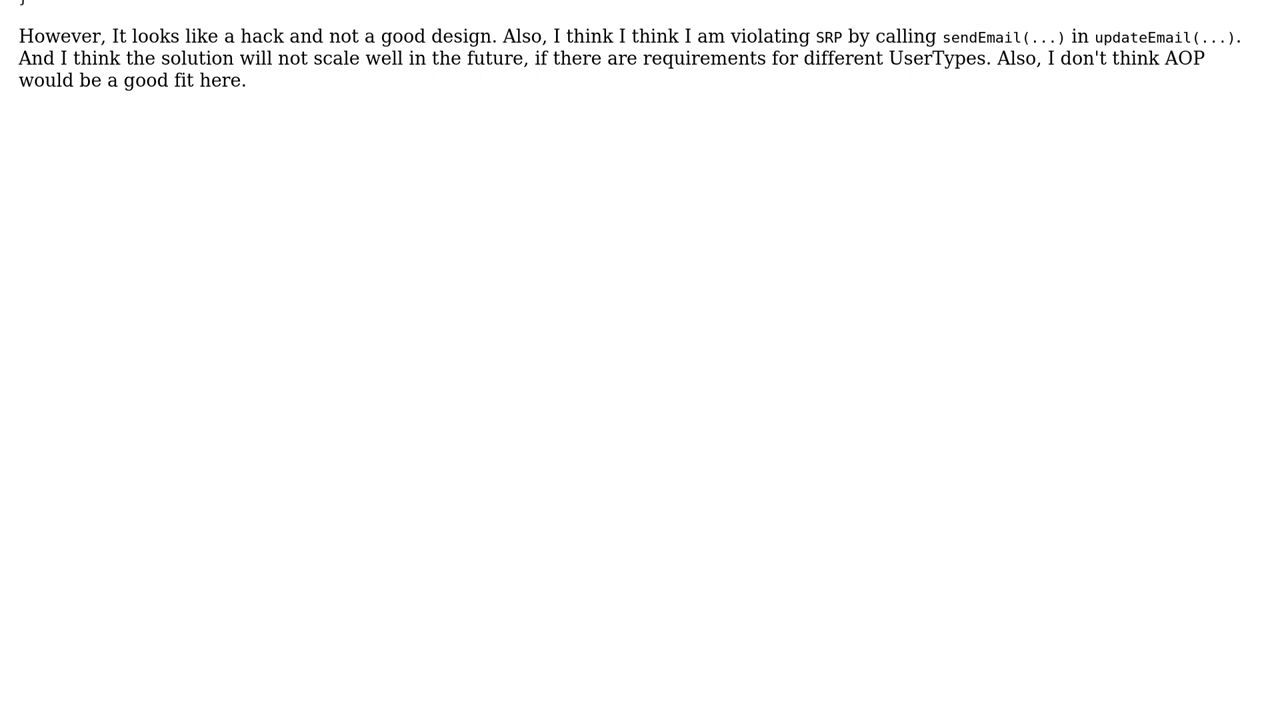 }
However, It looks like a hack and not a good design. Also, I think I think I am violating SRP by calling sendEmail(...) in updateEmail(...).
And I think the solution will not scale well in the future, if there are requirements for different UserTypes. Also, I don't think AOP
would be a good fit here.